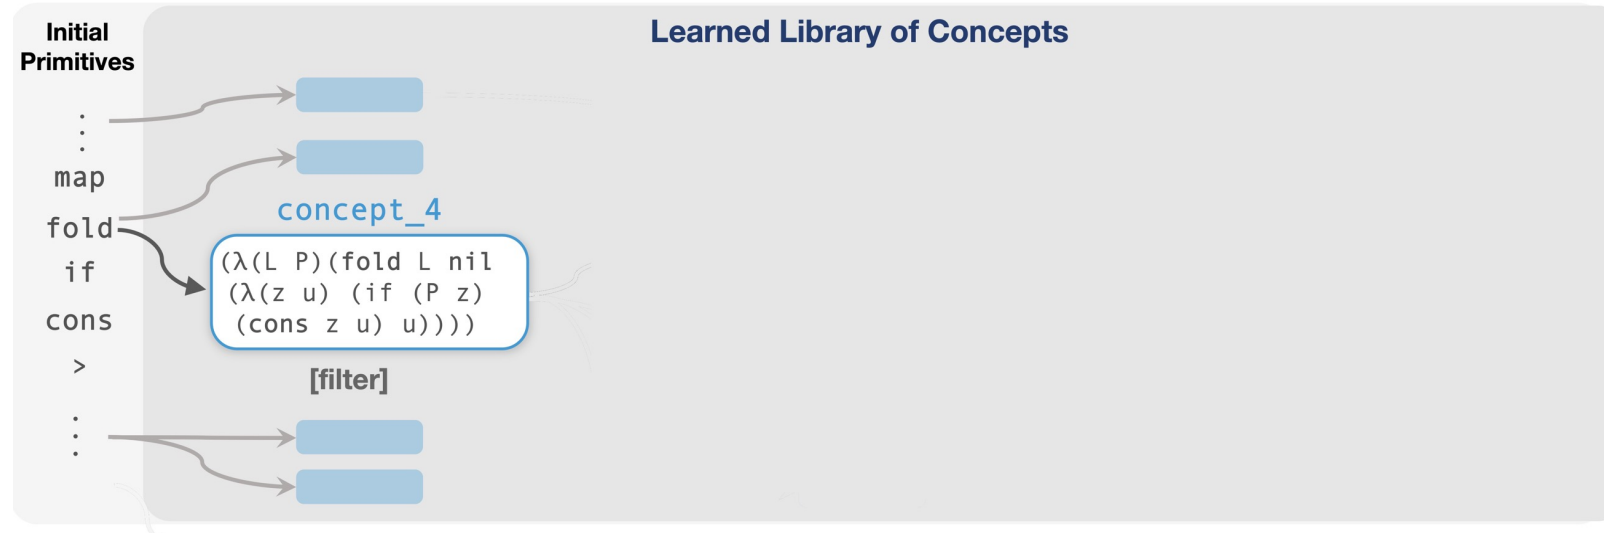 Initial
Primitives
Learned Library of Concepts
⋮
map
fold
if
cons
>
⋮
concept_4
(λ(L P)(fold L nil
(λ(z u) (if (P z)
(cons z u) u))))
[filter]